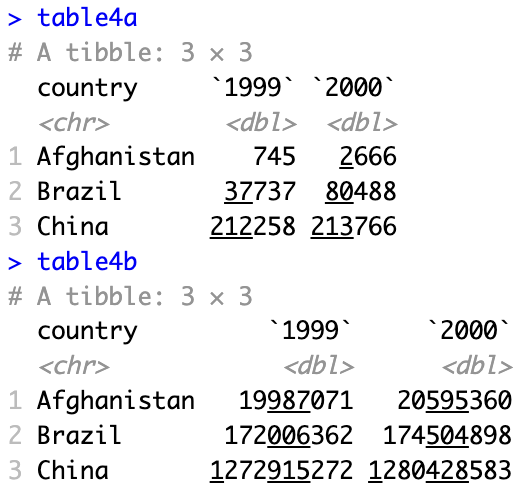 > table4a
# A tibble: 3 × 3
  country     `1999` `2000`
  <chr>        <dbl>  <dbl>
1 Afghanistan    745   2666
2 Brazil       37737  80488
3 China       212258 213766
> table4b
# A tibble: 3 × 3
  country         `1999`     `2000`
  <chr>            <dbl>      <dbl>
1 Afghanistan   19987071   20595360
2 Brazil       172006362  174504898
3 China       1272915272 1280428583